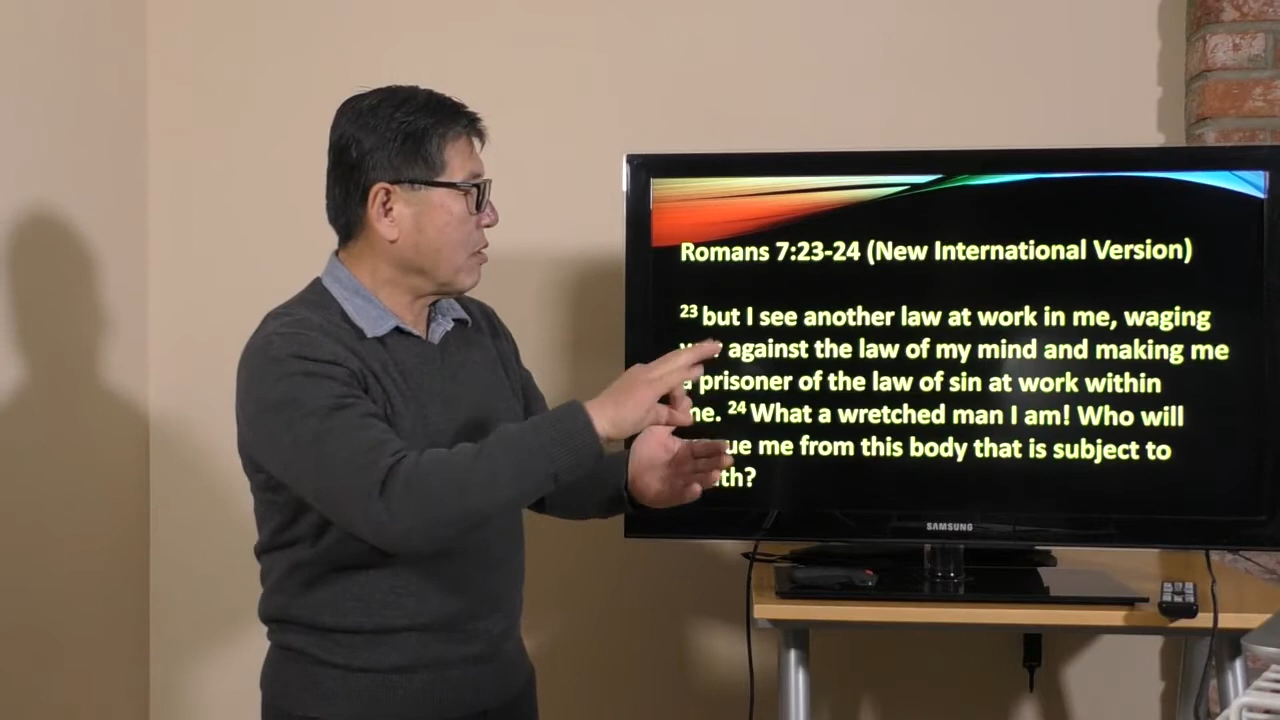 Romans 7:23-24 (New International Version)
23 but I see another law at work in me, waging
against the law of my mind and making me
a prisoner of the law of sin at work within
me. 24 What a wretched man I am! Who will
me from this body that is subject to
SAMSUNG